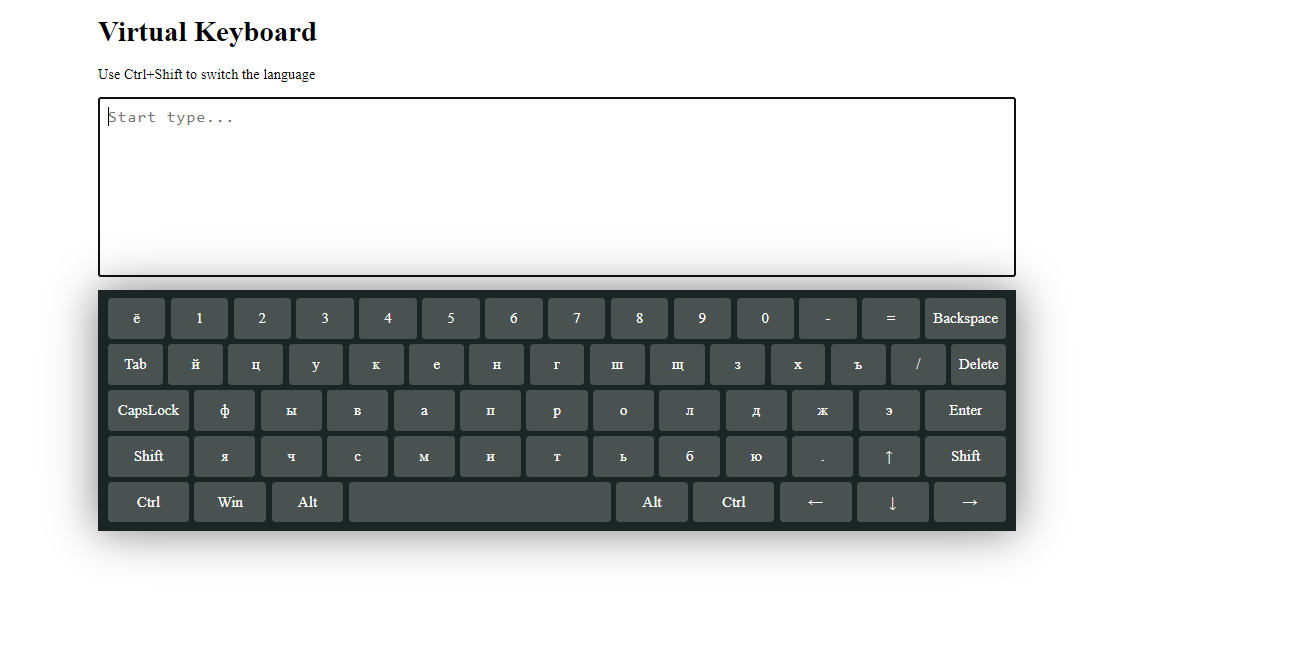 Virtual Keyboard
Use Ctrl+Shift to switch the language
Start type...
ё 1 2 3 4 5 6 7 8 9 0 - = Backspace
Tab й ц у к е н г ш щ з х ъ / Delete
CapsLock ф ы в а п р о л д ж э Enter
Shift я ч с м и т ь б ю . ↑ Shift
Ctrl Win Alt Alt Ctrl ← ↓ →